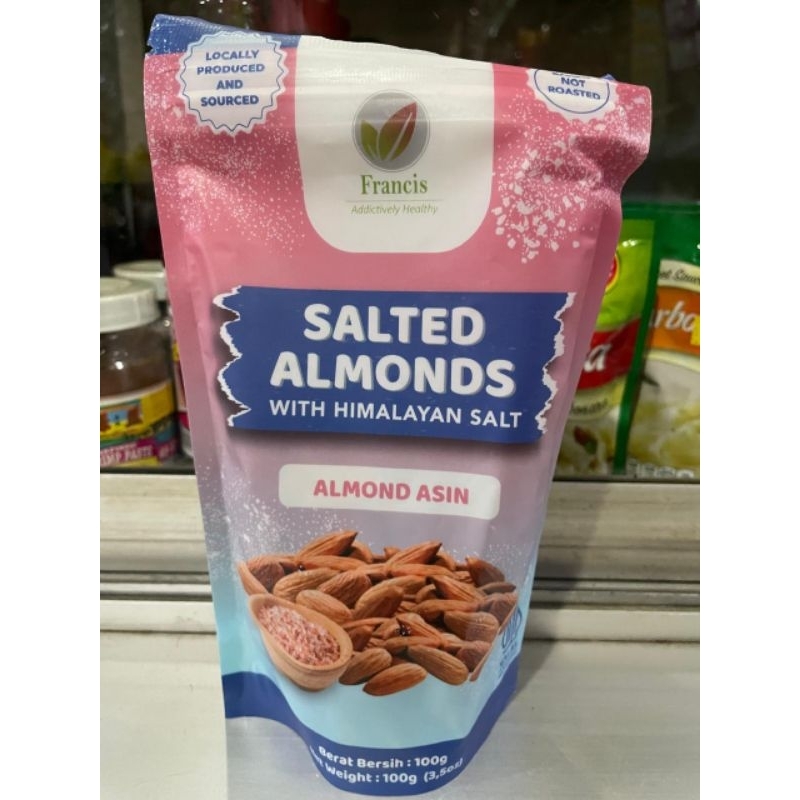 LOCALLY
PRODUCED
AND
SOURCED
NOT
ROASTED
Francis
Addictively Healthy
SALTED
ALMONDS
WITH HIMALAYAN SALT
ALMOND ASIN
Berat Bersih : 100g
Weight : 100g (3,5oz)